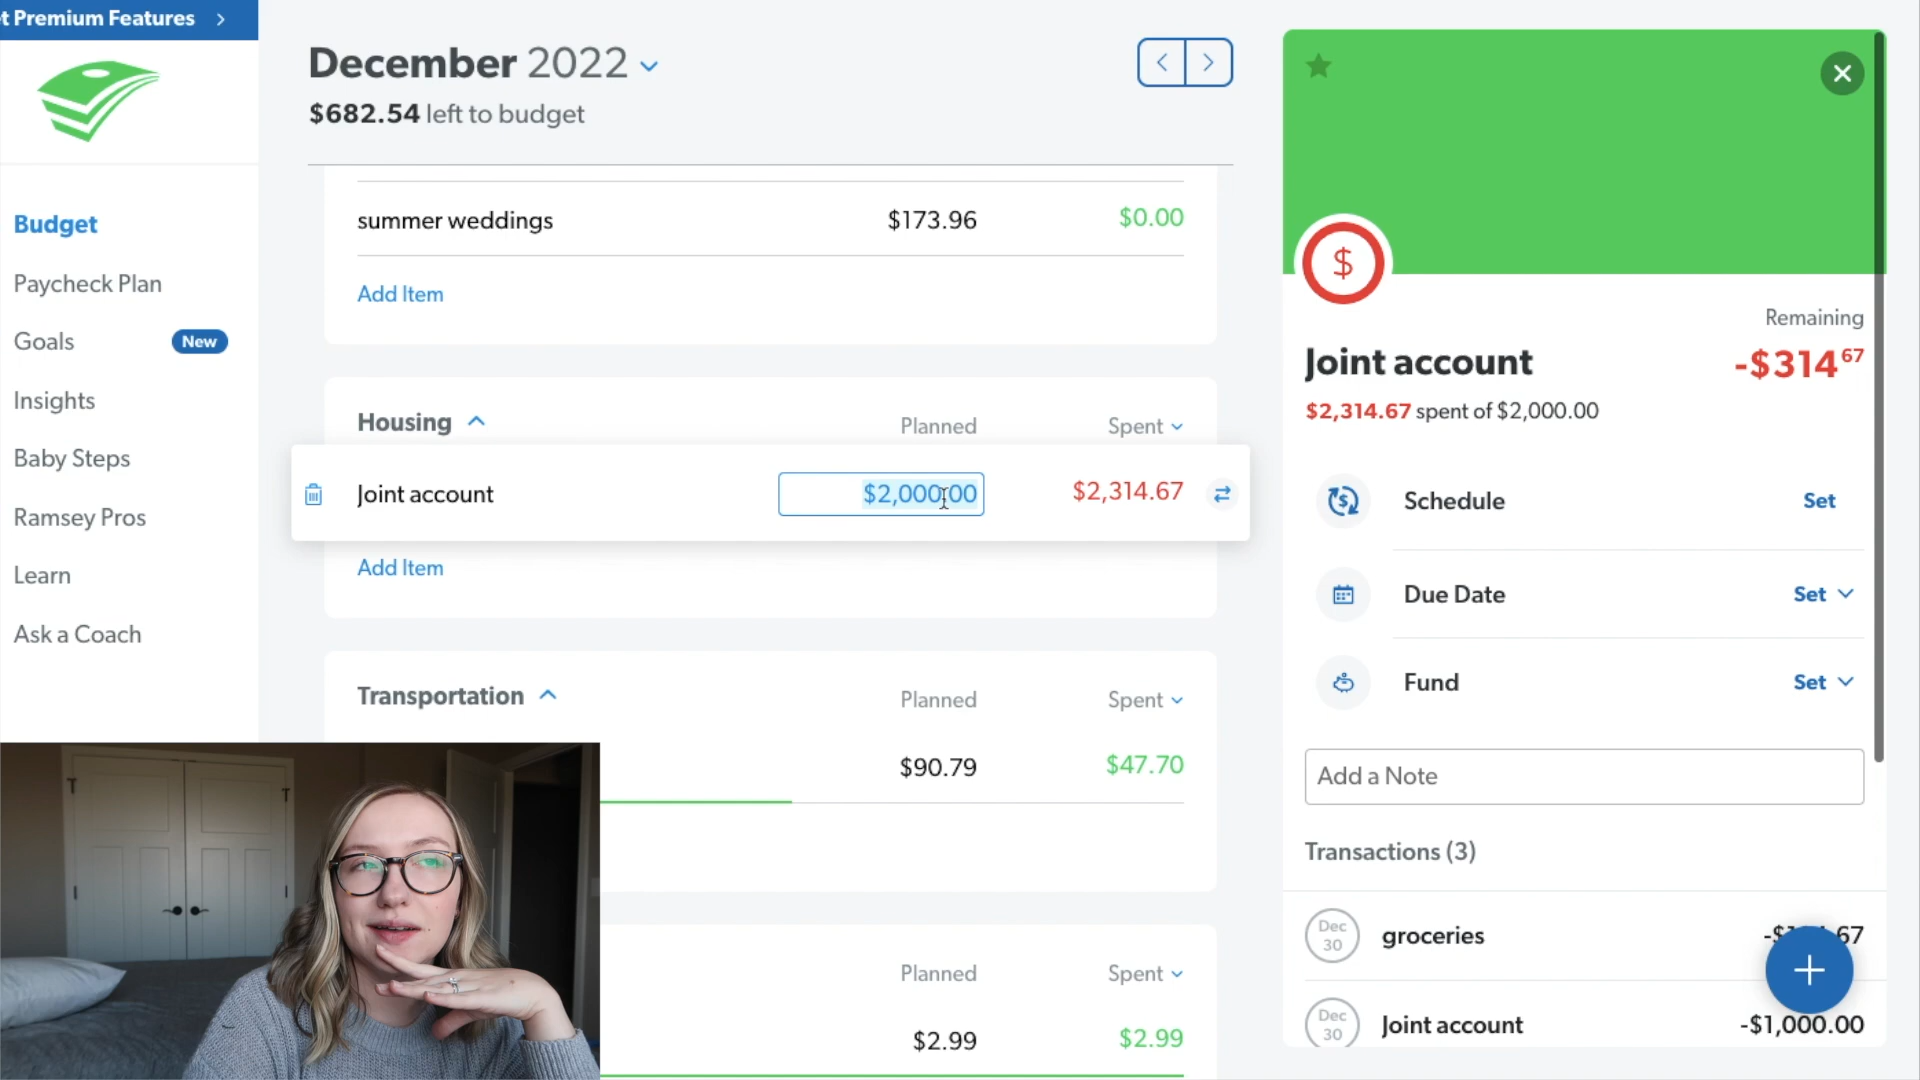 t Premium Features
Budget
Paycheck Plan
Goals New
Insights
Baby Steps
Ramsey Pros
Learn
Ask a Coach
December 2022
$682.54 left to budget
summer weddings $173.96 $0.00
Add Item
Housing Planned Spent
Joint account $2,000.00 $2,314.67
Add Item
Transportation Planned Spent
$90.79 $47.70
Planned Spent
$2.99 $2.99
$
Remaining
Joint account -$314 67
$2,314.67 spent of $2,000.00
Schedule Set
Due Date Set
Fund Set
Add a Note
Transactions (3)
Dec 30 groceries
Dec 30 Joint account -$1,000.00